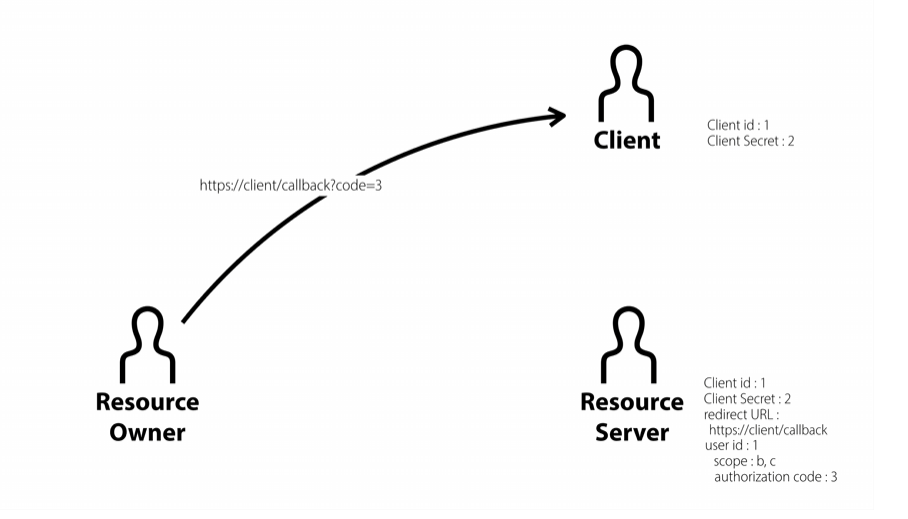 Client
Client id : 1
Client Secret : 2
https://client/callback?code=3
Resource
Owner
Resource
Server
Client id : 1
Client Secret : 2
redirect URL :
https://client/callback
user id : 1
scope : b, c
authorization code : 3